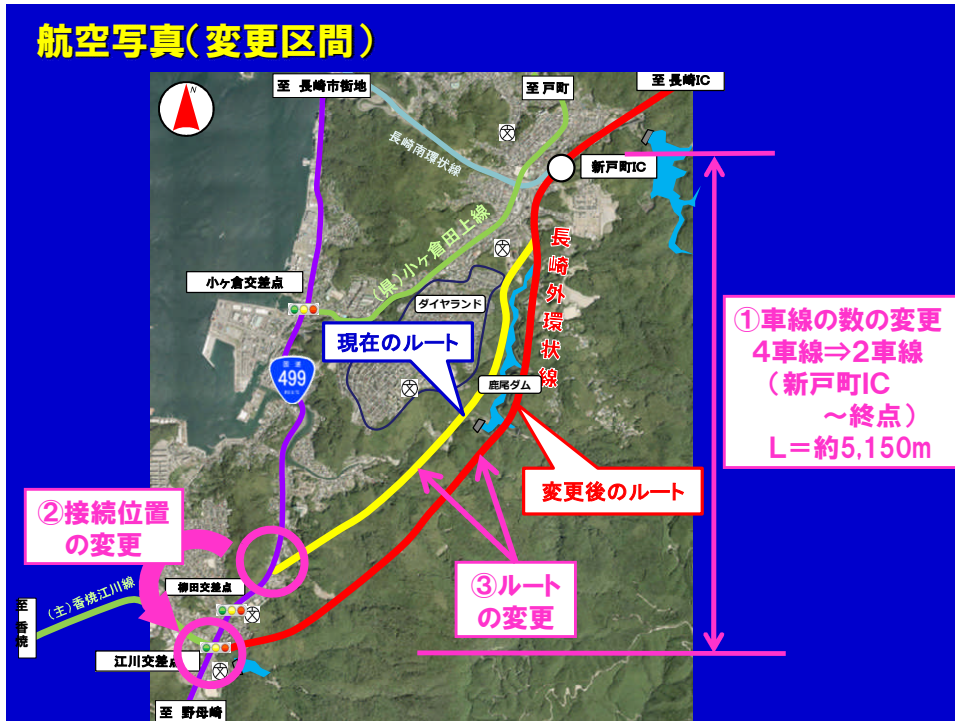 航空写真(変更区間)
N
至 長崎市街地
至 戸町
至 長崎IC
長崎南環状線
新戸町IC
(県)小ヶ倉田上線
長崎外環状線
小ヶ倉交差点
ダイヤランド
現在のルート
499
鹿尾ダム
①車線の数の変更
4車線⇒2車線
(新戸町IC
~終点)
L=約5,150m
変更後のルート
②接続位置
の変更
③ルート
の変更
柳田交差点
(主)香焼江川線
至 香焼
江川交差点
至 野母崎
文
文
文
文
文